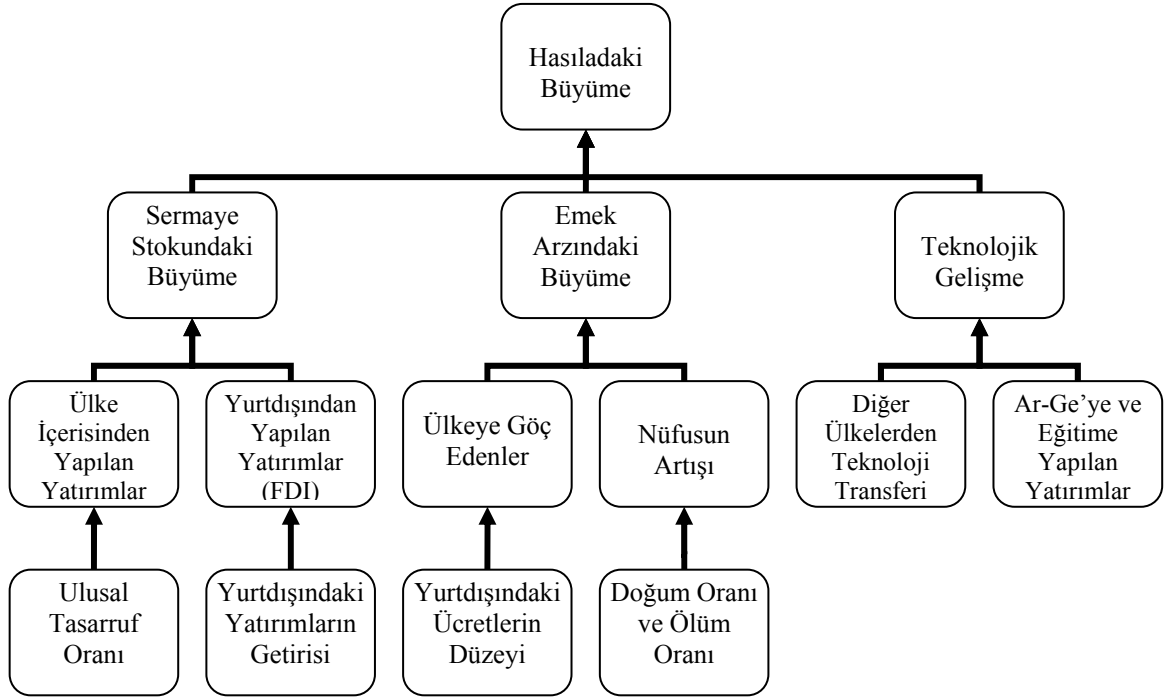 Hasıladaki
Büyüme
Sermaye
Stokundaki
Büyüme
Emek
Arzındaki
Büyüme
Teknolojik
Gelişme
Ülke
İçerisinden
Yapılan
Yatırımlar
Yurtdışından
Yapılan
Yatırımlar
(FDI)
Ülkeye Göç
Edenler
Nüfusun
Artışı
Diğer
Ülkelerden
Teknoloji
Transferi
Ar-Ge’ye ve
Eğitime
Yapılan
Yatırımlar
Ulusal
Tasarruf
Oranı
Yurtdışındaki
Yatırımların
Getirisi
Yurtdışındaki
Ücretlerin
Düzeyi
Doğum Oranı
ve Ölüm
Oranı